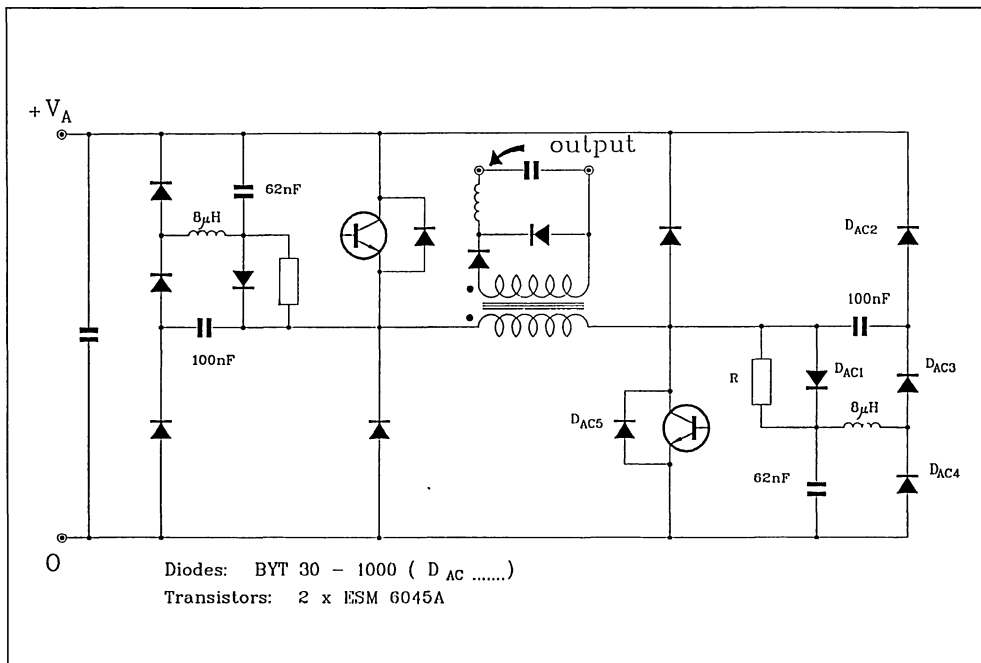 + V_A
output
62nF
8μH
D_AC2
100nF
100nF
R
D_AC1
D_AC3
8μH
D_AC5
62nF
D_AC4
O
Diodes: BYT 30 - 1000 ( D_AC .......)
Transistors: 2 x ESM 6045A